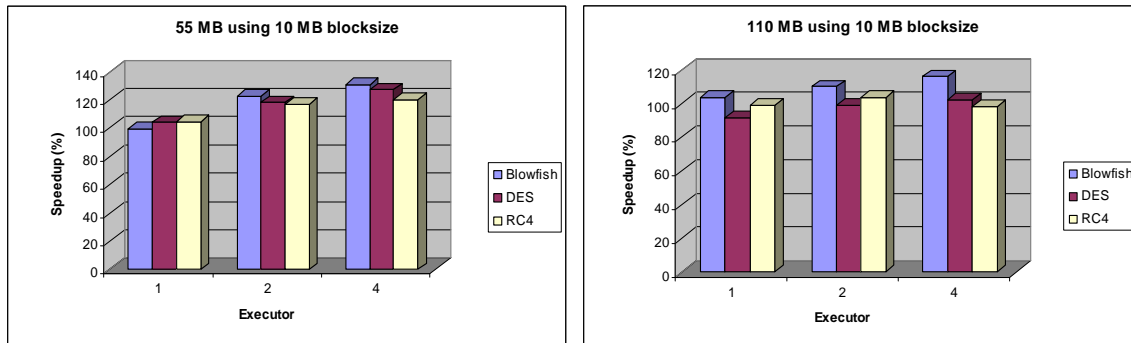 55 MB using 10 MB blocksize
140
120
100
80
60
40
20
0
Speedup (%)
1
2
4
Executor
Blowfish
DES
RC4
110 MB using 10 MB blocksize
120
100
80
60
40
20
0
Speedup (%)
1
2
4
Executor
Blowfish
DES
RC4